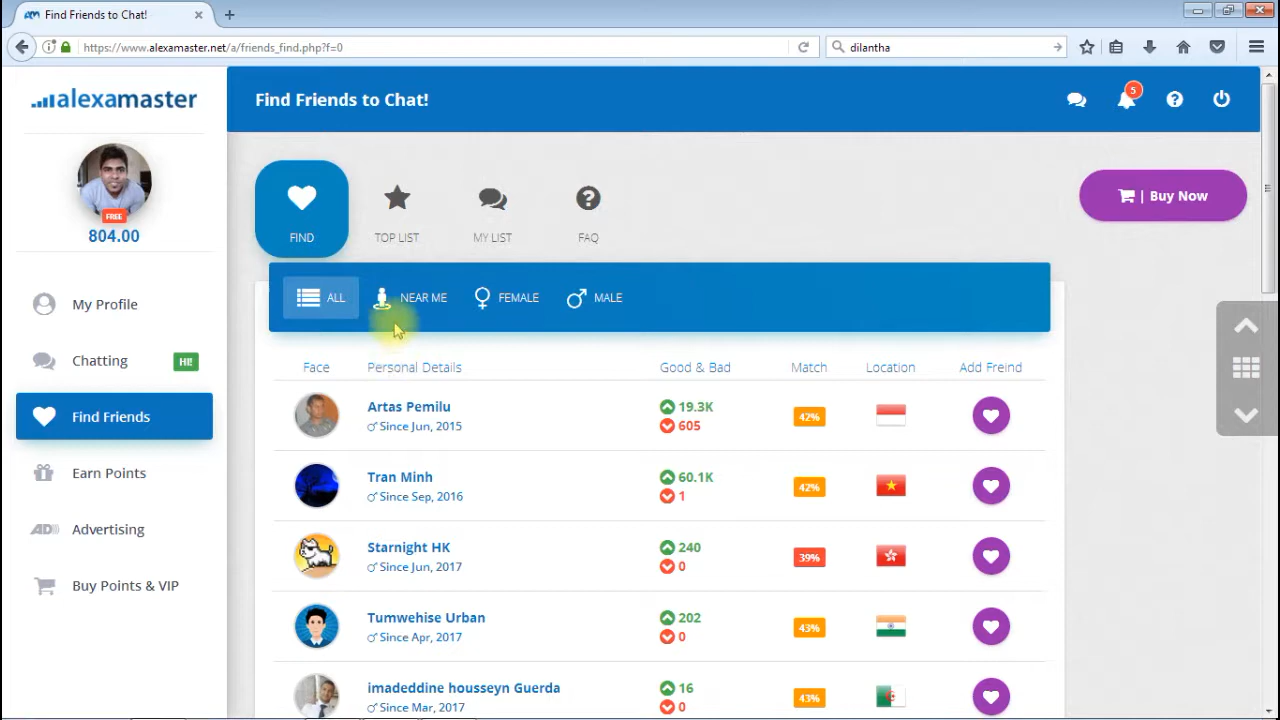 Find Friends to Chat!
https://www.alexamaster.net/a/friends_find.php?f=0
dilantha
alexamaster
Find Friends to Chat!
5
FREE
804.00
FIND
TOP LIST
MY LIST
FAQ
| Buy Now
ALL
NEAR ME
FEMALE
MALE
My Profile
Chatting
HI!
Find Friends
Earn Points
AD
Advertising
Buy Points & VIP
Face Personal Details Good & Bad Match Location Add Freind
Artas Pemilu
Since Jun, 2015
19.3K
605
42%
Tran Minh
Since Sep, 2016
60.1K
1
42%
Starnight HK
Since Jun, 2017
240
0
39%
Tumwehise Urban
Since Apr, 2017
202
0
43%
imadeddine housseyn Guerda
Since Mar, 2017
16
0
43%